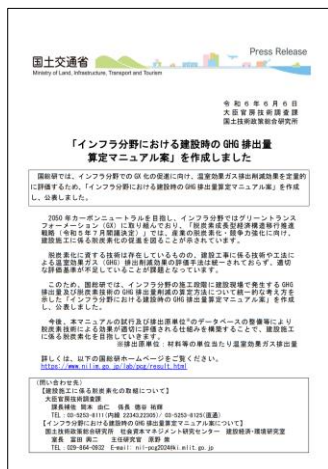 Press Release
国土交通省
Ministry of Land, Infrastructure, Transport and Tourism
令和6年6月6日
大臣官房技術調査課
国土技術政策総合研究所
「インフラ分野における建設時の GHG 排出量
算定マニュアル案」を作成しました
国総研では、インフラ分野での GX 化の促進に向け、温室効果ガス排出削減効果を定量的
に評価するため、「インフラ分野における建設時の GHG 排出量算定マニュアル案」を作成
し、公表しました。
2050 年カーボンニュートラルを目指し、インフラ分野ではグリーントランス
フォーメーション（GX）に取り組んでおり、「脱炭素成長型経済構造移行推進
戦略（令和5年7月閣議決定）」では、産業の脱炭素化・競争力強化に向け、
建設施工に係る脱炭素化の促進を図ることが示されています。
脱炭素化に資する技術には存在しているものの、建設工事に係る技術や工法に
よる温室効果ガス（GHG）排出削減効果の評価手法は統一されておらず、適切
な評価基準が不足していることが課題となっています。
このため、国総研では、インフラの施工段階に建設現場で発生する GHG
排出量及び脱炭素技術の GHG 排出削減の算定方法について統一的な考え方を
示した「インフラ分野における建設時の GHG 排出量算定マニュアル案」を作成
し、公表しました。
今後、本マニュアルの試行及び排出原単位※のデータベースの整備等により
脱炭素技術による効果が適切に評価される仕組みを構築することで、建設施工
に係る脱炭素化を目指していきます。
※排出原単位：材料等の単位当たり温室効果ガス排出量
詳しくは、以下の国総研ホームページをご覧ください。
https://www.nilim.go.jp/lab/pcg/result.html
（問い合わせ先）
【建設施工に係る脱炭素化の取組について】
大臣官房技術調査課
TEL：03-5253-8111（内線 22343,22305）/ 03-5253-8125（直通）
【インフラ分野における建設時の GHG 排出量算定マニュアル案について】
国土技術政策総合研究所 社会資本マネジメント研究センター 建設経済・環境研究室
TEL：029-864-0932 E-mail: nil-pcg2024@ki.mlit.go.jp